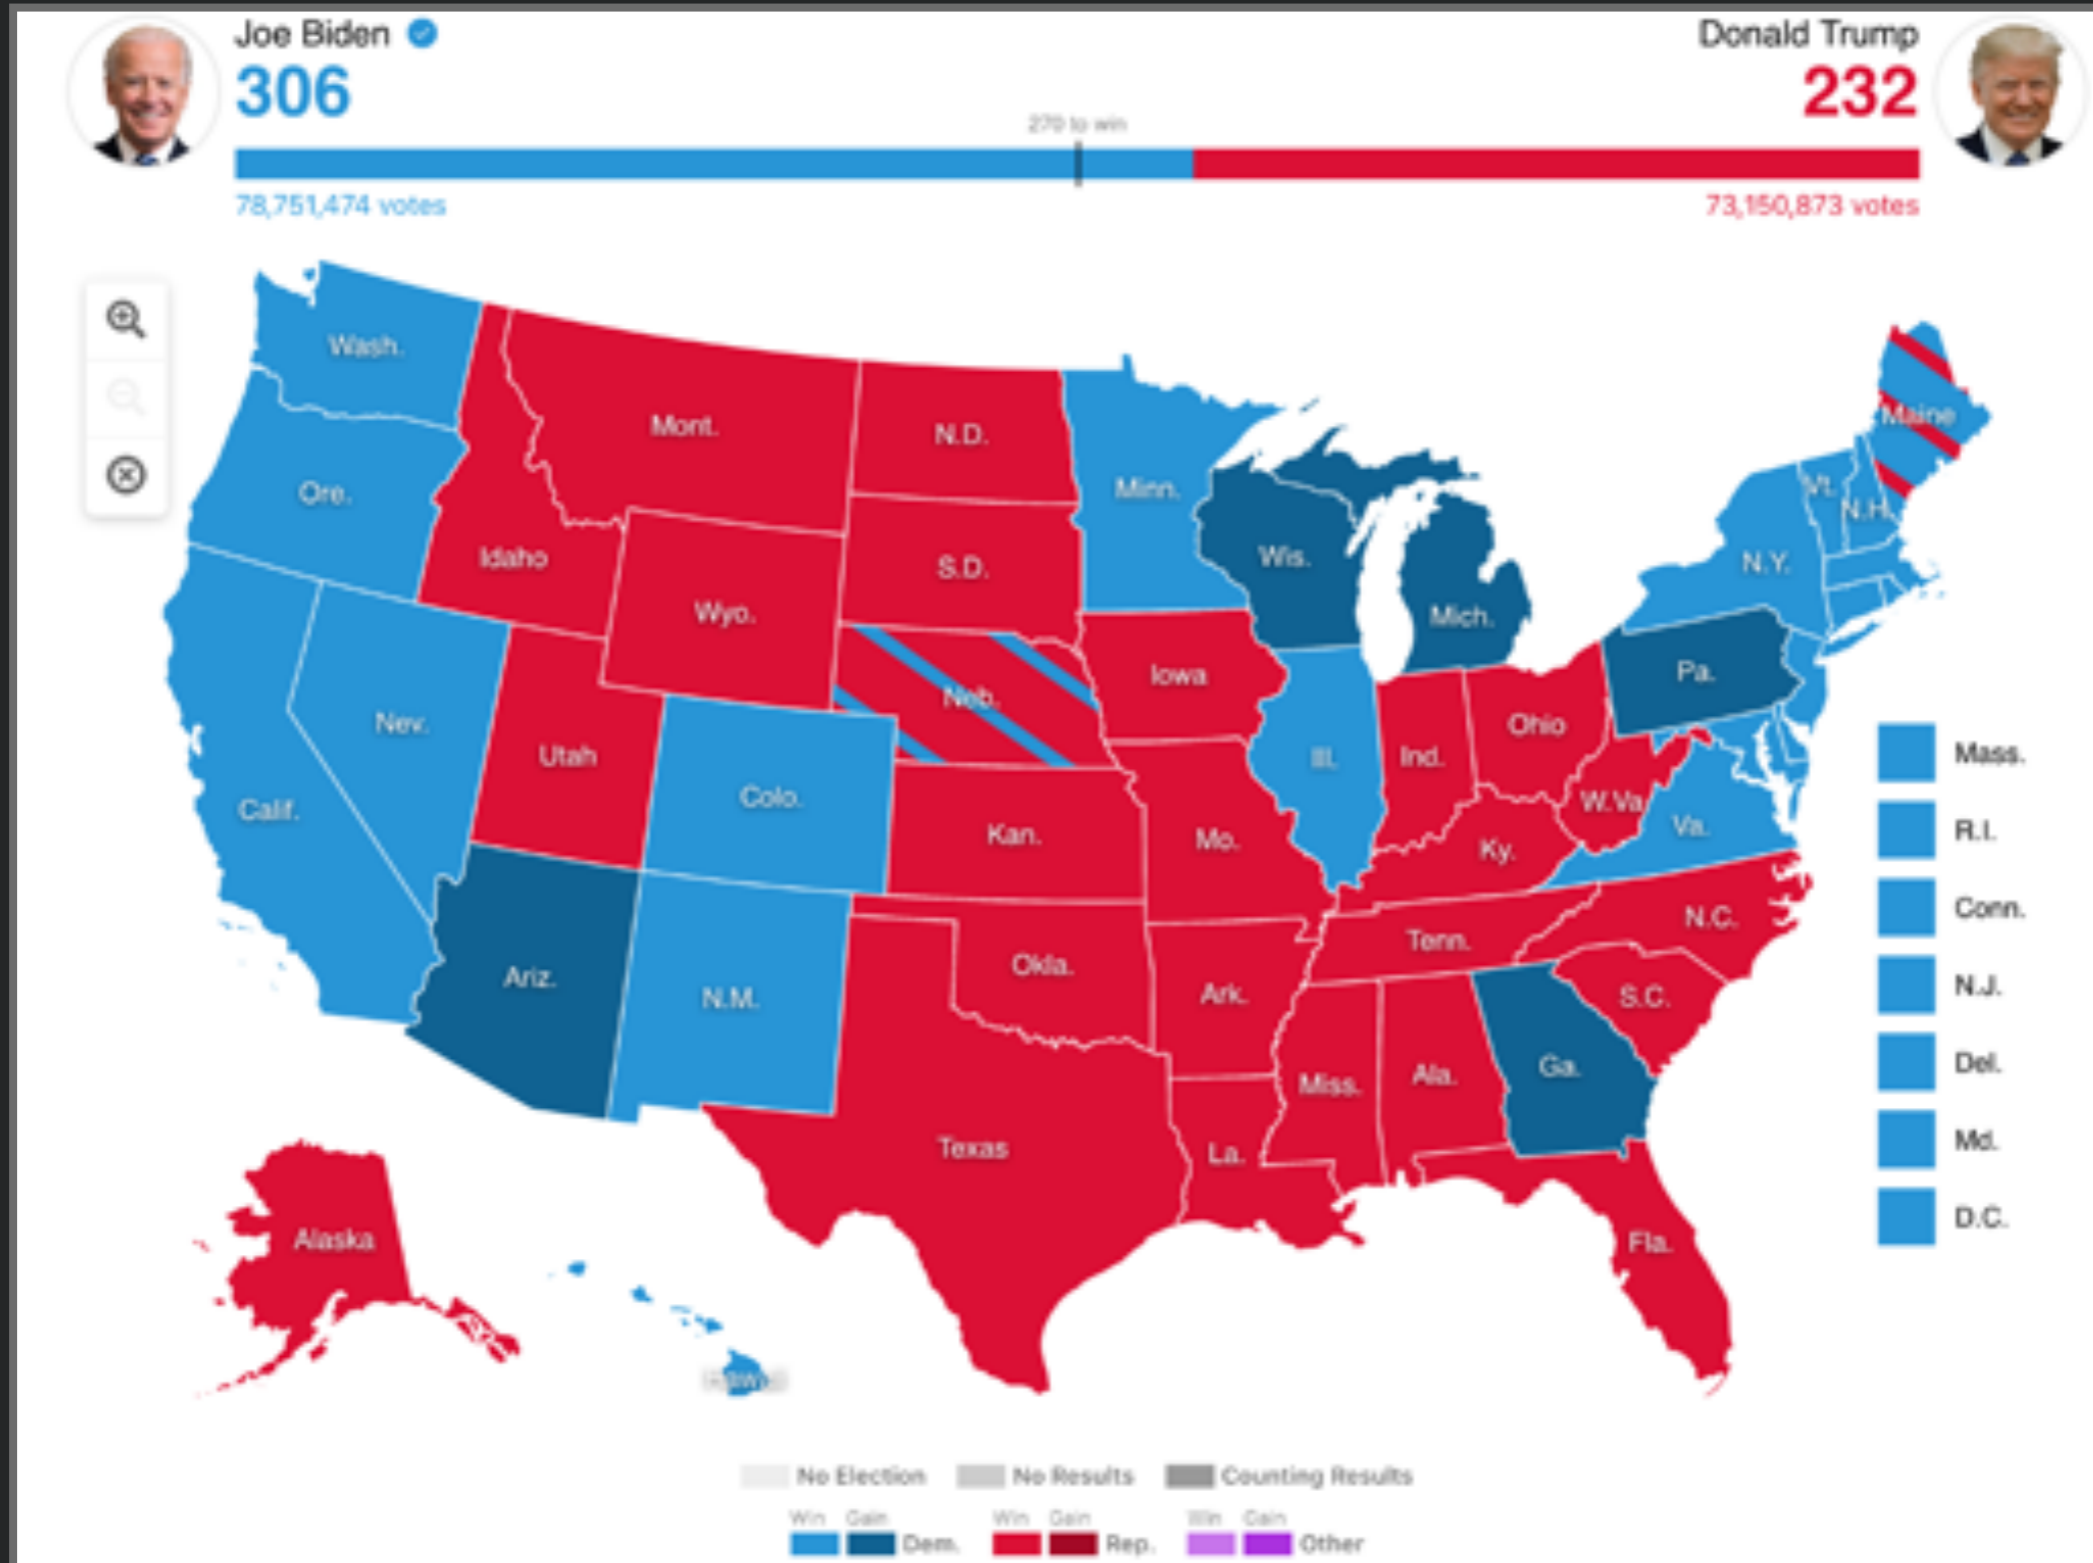 Joe Biden
306
Donald Trump
232
270 to win
78,751,474 votes
73,150,873 votes
Wash.
Mont.
N.D.
Minn.
Maine
Ore.
Idaho
Wyo.
S.D.
Wis.
Mich.
N.Y.
Vt.
N.H.
Nev.
Utah
Colo.
Neb.
Iowa
Ill.
Ind.
Ohio
Pa.
W.Va
Va.
Calif.
Kan.
Mo.
Ky.
Ariz.
N.M.
Okla.
Ark.
Tenn.
N.C.
S.C.
Texas
La.
Miss.
Ala.
Ga.
Fla.
Alaska
Hawaii
Mass.
R.I.
Conn.
N.J.
Del.
Md.
D.C.
No Election No Results Counting Results
Win Gain Win Gain Win Gain
Dem. Rep. Other